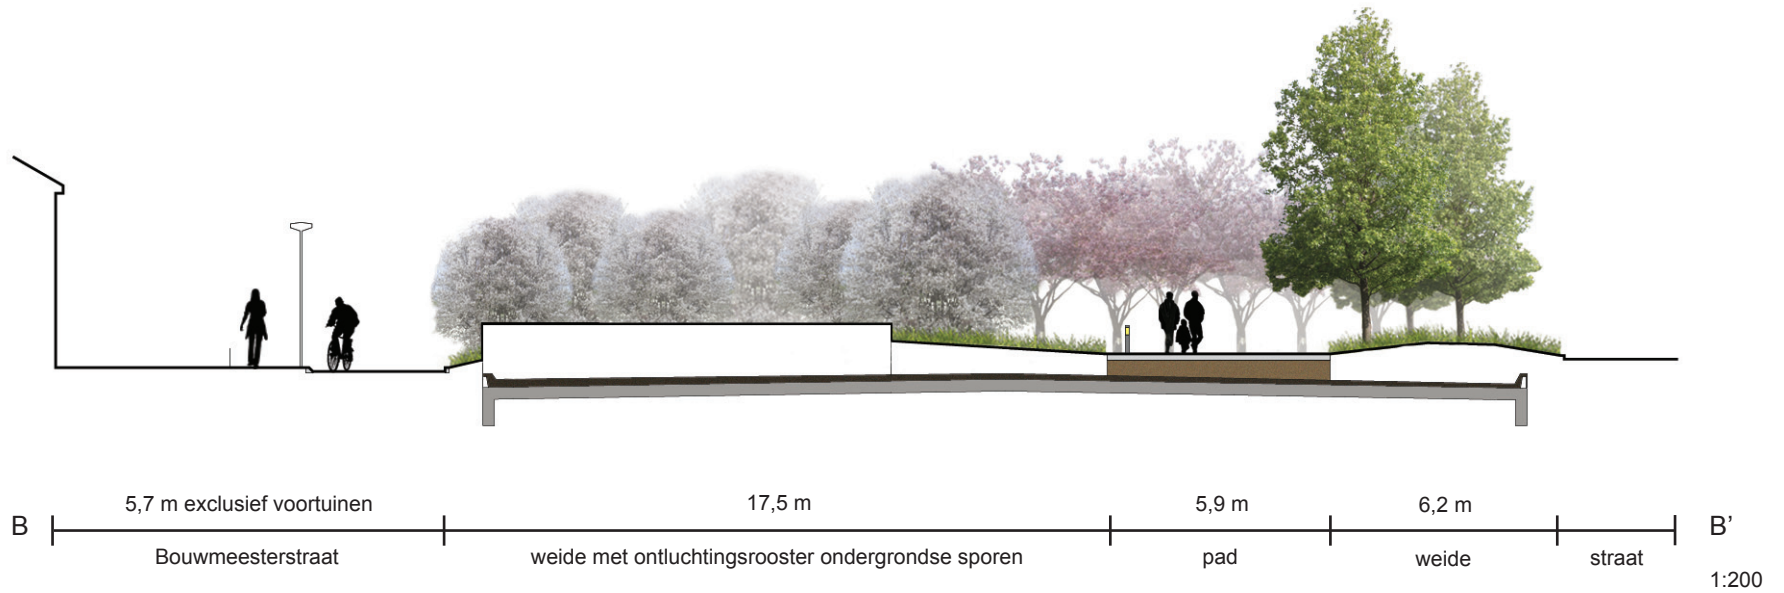 5,7 m exclusief voortuinen
17,5 m
5,9 m
6,2 m
B
B’
Bouwmeesterstraat
weide met ontluchtingsrooster ondergrondse sporen
pad
weide
straat
1:200